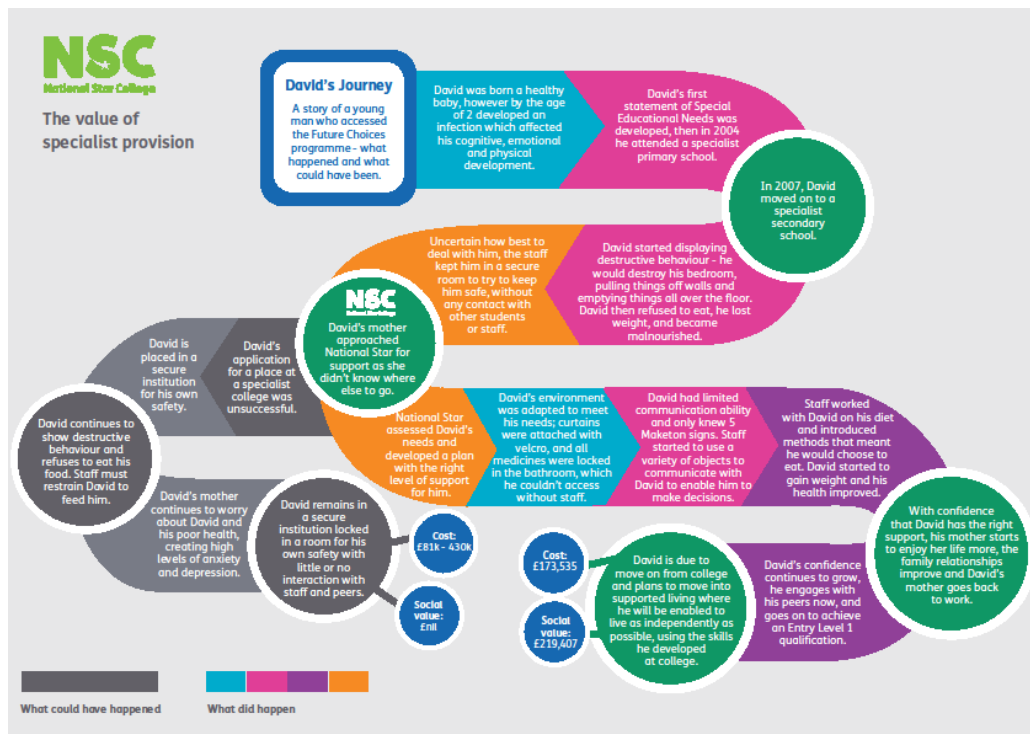 NSC
National Star College
The value of
specialist provision
David's Journey
A story of a young
man who accessed
the Future Choices
programme - what
happened and what
could have been.
David was born a healthy
baby, however by the age
of 2 developed an
infection which affected
his cognitive, emotional
and physical
development.
David's first
statement of Special
Educational Needs was
developed, then in 2004
he attended a specialist
primary school.
In 2007, David
moved on to a
specialist
secondary
school.
David started displaying
destructive behaviour - he
would destroy his bedroom,
pulling things off walls and
emptying things all over the floor.
David then refused to eat, he lost
weight, and became
malnourished.
Uncertain how best to
deal with him, the staff
kept him in a secure
room to try to keep
him safe, without
any contact with
other students
or staff.
NSC
National Star College
David's mother
approached
National Star for
support as she
didn't know where
else to go.
David's
application
for a place at
a specialist
college was
unsuccessful.
David is
placed in a
secure
institution
for his own
safety.
David continues to
show destructive
behaviour and
refuses to eat his
food. Staff must
restrain David to
feed him.
David's mother
continues to worry
about David and
his poor health,
creating high
levels of anxiety
and depression.
David remains in
a secure
institution locked
in a room for his
own safety with
little or no
interaction with
staff and peers.
Cost:
£81k - 430k
Social
value:
£nil
National Star
assessed David's
needs and
developed a plan
with the right
level of support
for him.
David's environment
was adapted to meet
his needs; curtains
were attached with
velcro, and all
medicines were locked
in the bathroom, which
he couldn't access
without staff.
David had limited
communication ability
and only knew 5
Maketon signs. Staff
started to use a
variety of objects to
communicate with
David to enable him to
make decisions.
Staff worked
with David on his diet
and introduced
methods that meant
he would choose to
eat. David started to
gain weight and his
health improved.
With confidence
that David has the right
support, his mother starts
to enjoy her life more, the
family relationships
improve and David's
mother goes back
to work.
David's confidence
continues to grow,
he engages with
his peers now, and
goes on to achieve
an Entry Level 1
qualification.
David is due to
move on from college
and plans to move into
supported living where
he will be enabled to
live as independently as
possible, using the skills
he developed
at college.
Cost:
£173,535
Social
value:
£219,407
What could have happened
What did happen